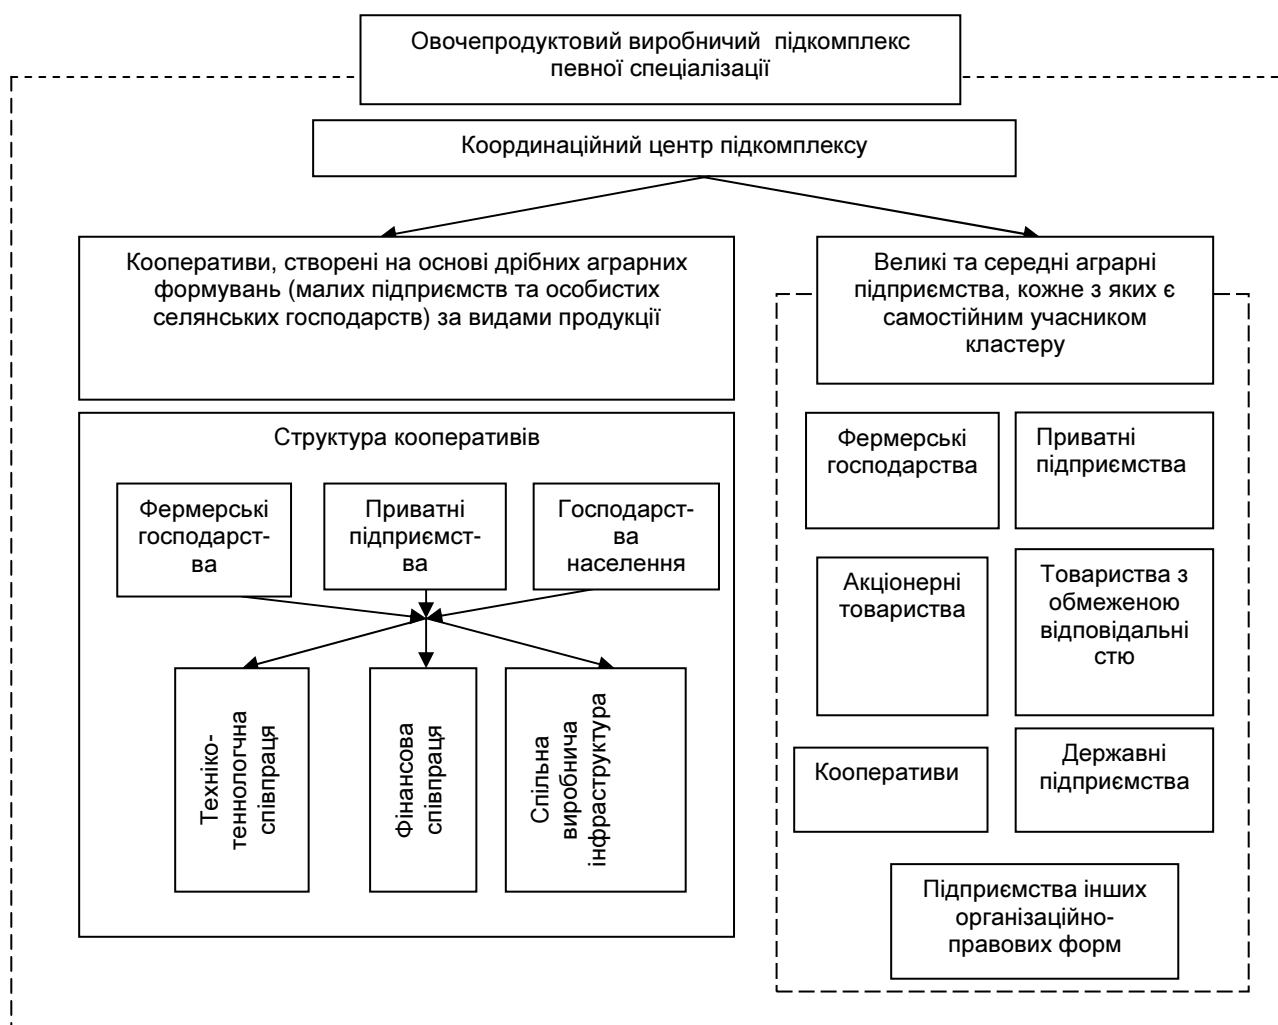 Овочепродуктовий виробничий підкомплекс
певної спеціалізації
Координаційний центр підкомплексу
Кооперативи, створені на основі дрібних аграрних
формувань (малих підприємств та особистих
селянських господарств) за видами продукції
Великі та середні аграрні
підприємства, кожне з яких є
самостійним учасником
кластеру
Структура кооперативів
Фермерські
господарст-
ва
Приватні
підприємст-
ва
Господарст-
ва
населення
Техніко-
теннологчна
співпраця
Фінансова
співпраця
Спільна
виробнича
інфраструктура
Фермерські
господарства
Приватні
підприємства
Акціонерні
товариства
Товариства з
обмеженою
відповідальні
стю
Кооперативи
Державні
підприємства
Підприємства інших
організаційно-
правових форм